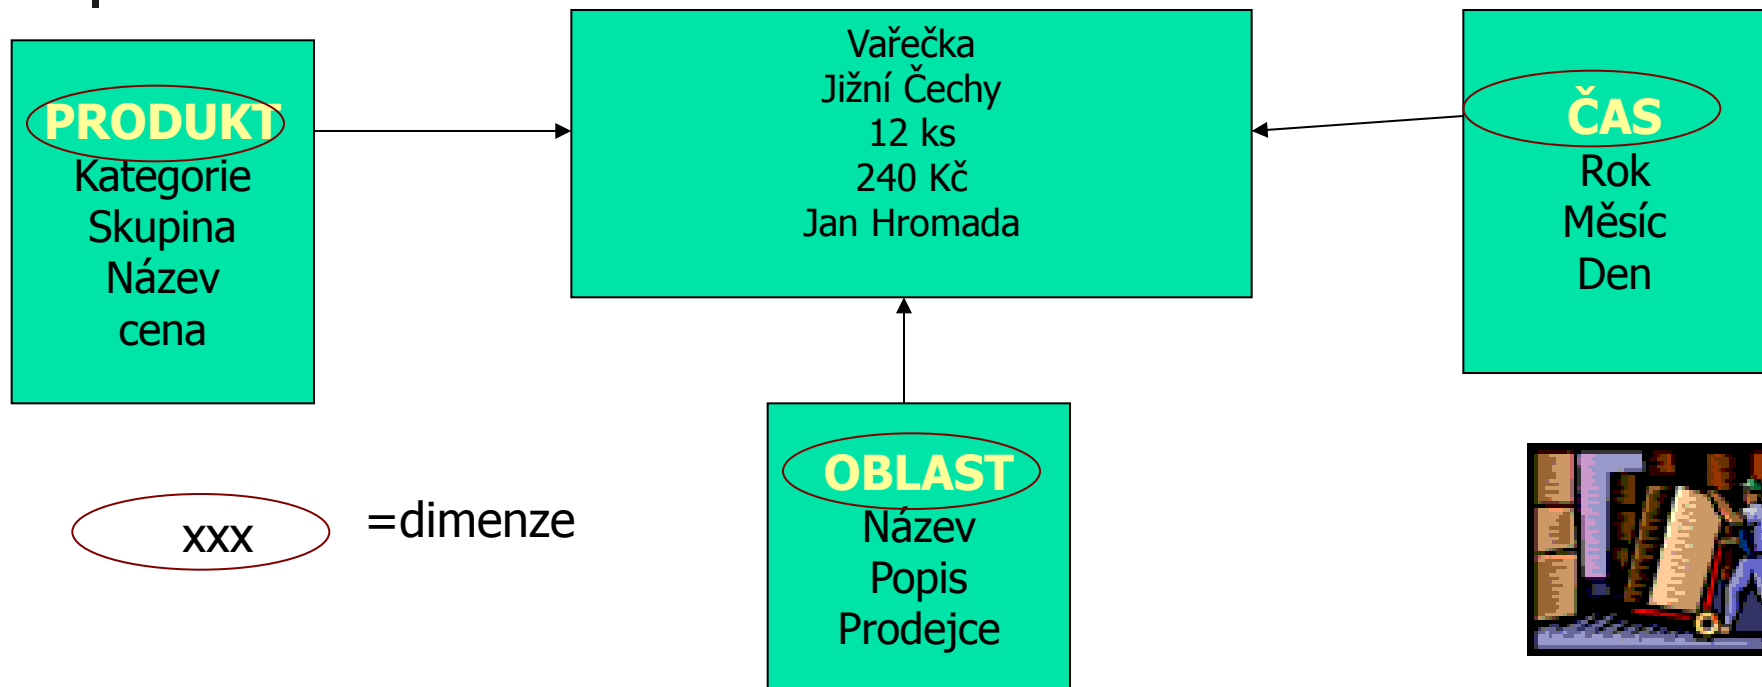 PRODUKT
Kategorie
Skupina
Název
cena
Vařečka
Jižní Čechy
12 ks
240 Kč
Jan Hromada
ČAS
Rok
Měsíc
Den
OBLAST
Název
Popis
Prodejce
xxx
=dimenze